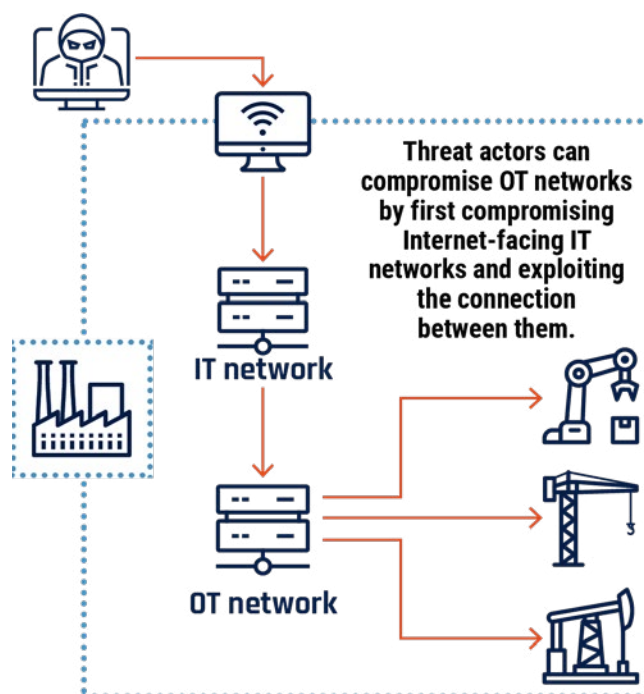 Threat actors can
compromise OT networks
by first compromising
Internet-facing IT
networks and exploiting
the connection
between them.
IT network
OT network